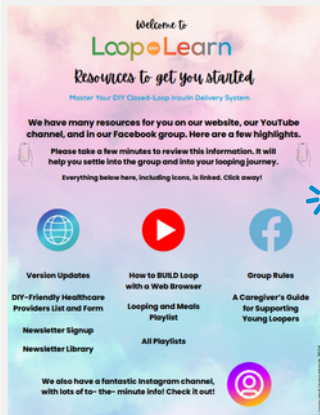 Welcome to
Loop and Learn
Resources to get you started
Master Your DIY Closed-Loop Insulin Delivery System
We have many resources for you on our website, our YouTube
channel, and in our Facebook group. Here are a few highlights.
Please take a few minutes to review this information. It will
help you settle into the group and into your looping journey.
Everything below here, including icons, is linked. Click away!
Version Updates
DIY-Friendly Healthcare
Providers List and Form
Newsletter Signup
Newsletter Library
How to BUILD Loop
with a Web Browser
Looping and Meals
Playlist
All Playlists
Group Rules
A Caregiver's Guide
for Supporting
Young Loopers
We also have a fantastic Instagram channel,
with lots of to- the- minute info! Check it out!